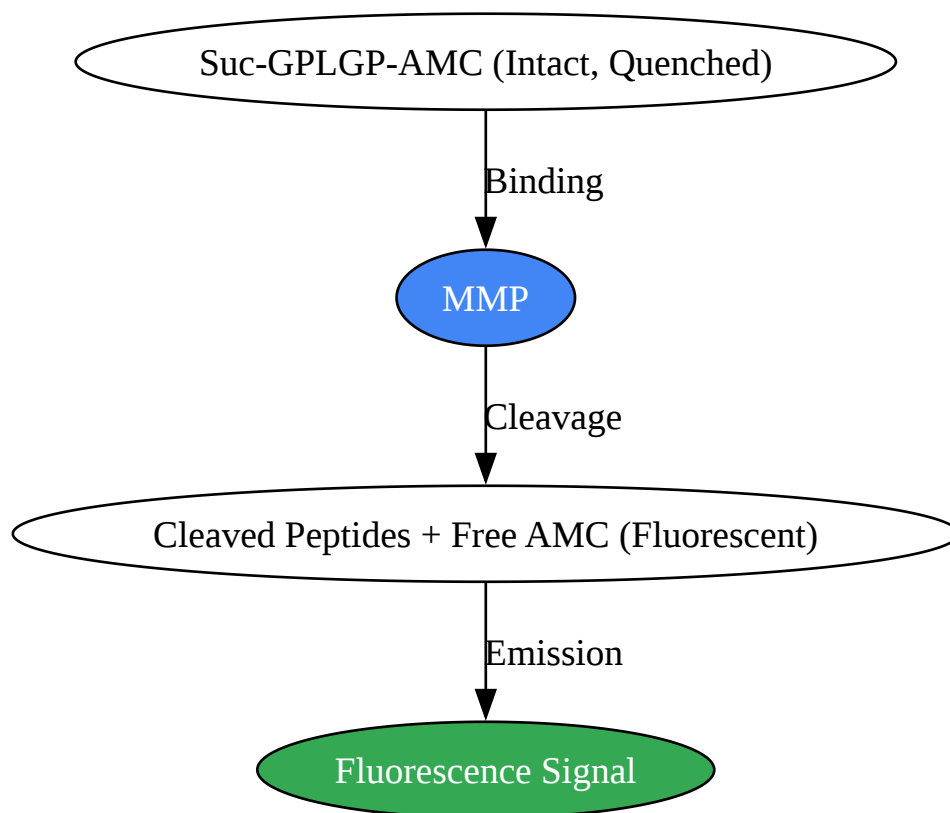 Suc-GPLGP-AMC (Intact, Quenched)
Binding
MMP
Cleavage
Cleaved Peptides + Free AMC (Fluorescent)
Emission
Fluorescence Signal